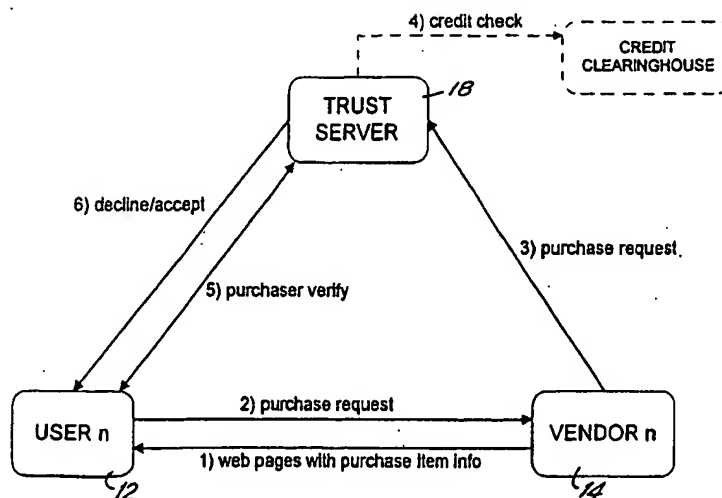 4) credit check
CREDIT
CLEARINGHOUSE
18
TRUST
SERVER
6) decline/accept
3) purchase request
5) purchaser verify
2) purchase request
USER n
VENDOR n
1) web pages with purchase item info
12
14